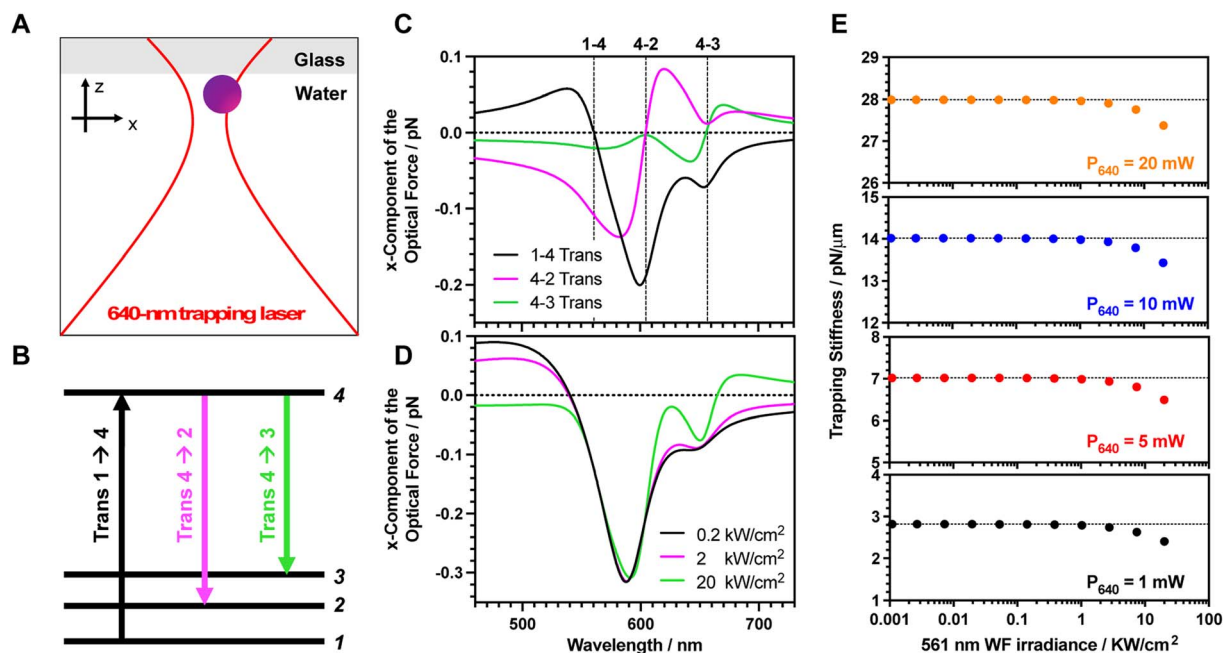 A
Glass
Water
z
x
640-nm trapping laser
B
4
Trans 1 → 4
Trans 4 → 2
Trans 4 → 3
3
2
1
C
1-4 4-2 4-3
0.1
0.0
-0.1
-0.2
x-Component of the
Optical Force / pN
1-4 Trans
4-2 Trans
4-3 Trans
D
0.1
0.0
-0.1
-0.2
-0.3
x-Component of the
Optical Force / pN
0.2 kW/cm²
2 kW/cm²
20 kW/cm²
500 600 700
Wavelength / nm
E
Trapping Stiffness / pN/μm
29
28
27
26
P640 = 20 mW
15
14
13
12
P640 = 10 mW
8
7
6
5
P640 = 5 mW
4
3
2
1
P640 = 1 mW
0.001 0.01 0.1 1 10 100
561 nm WF irradiance / KW/cm²